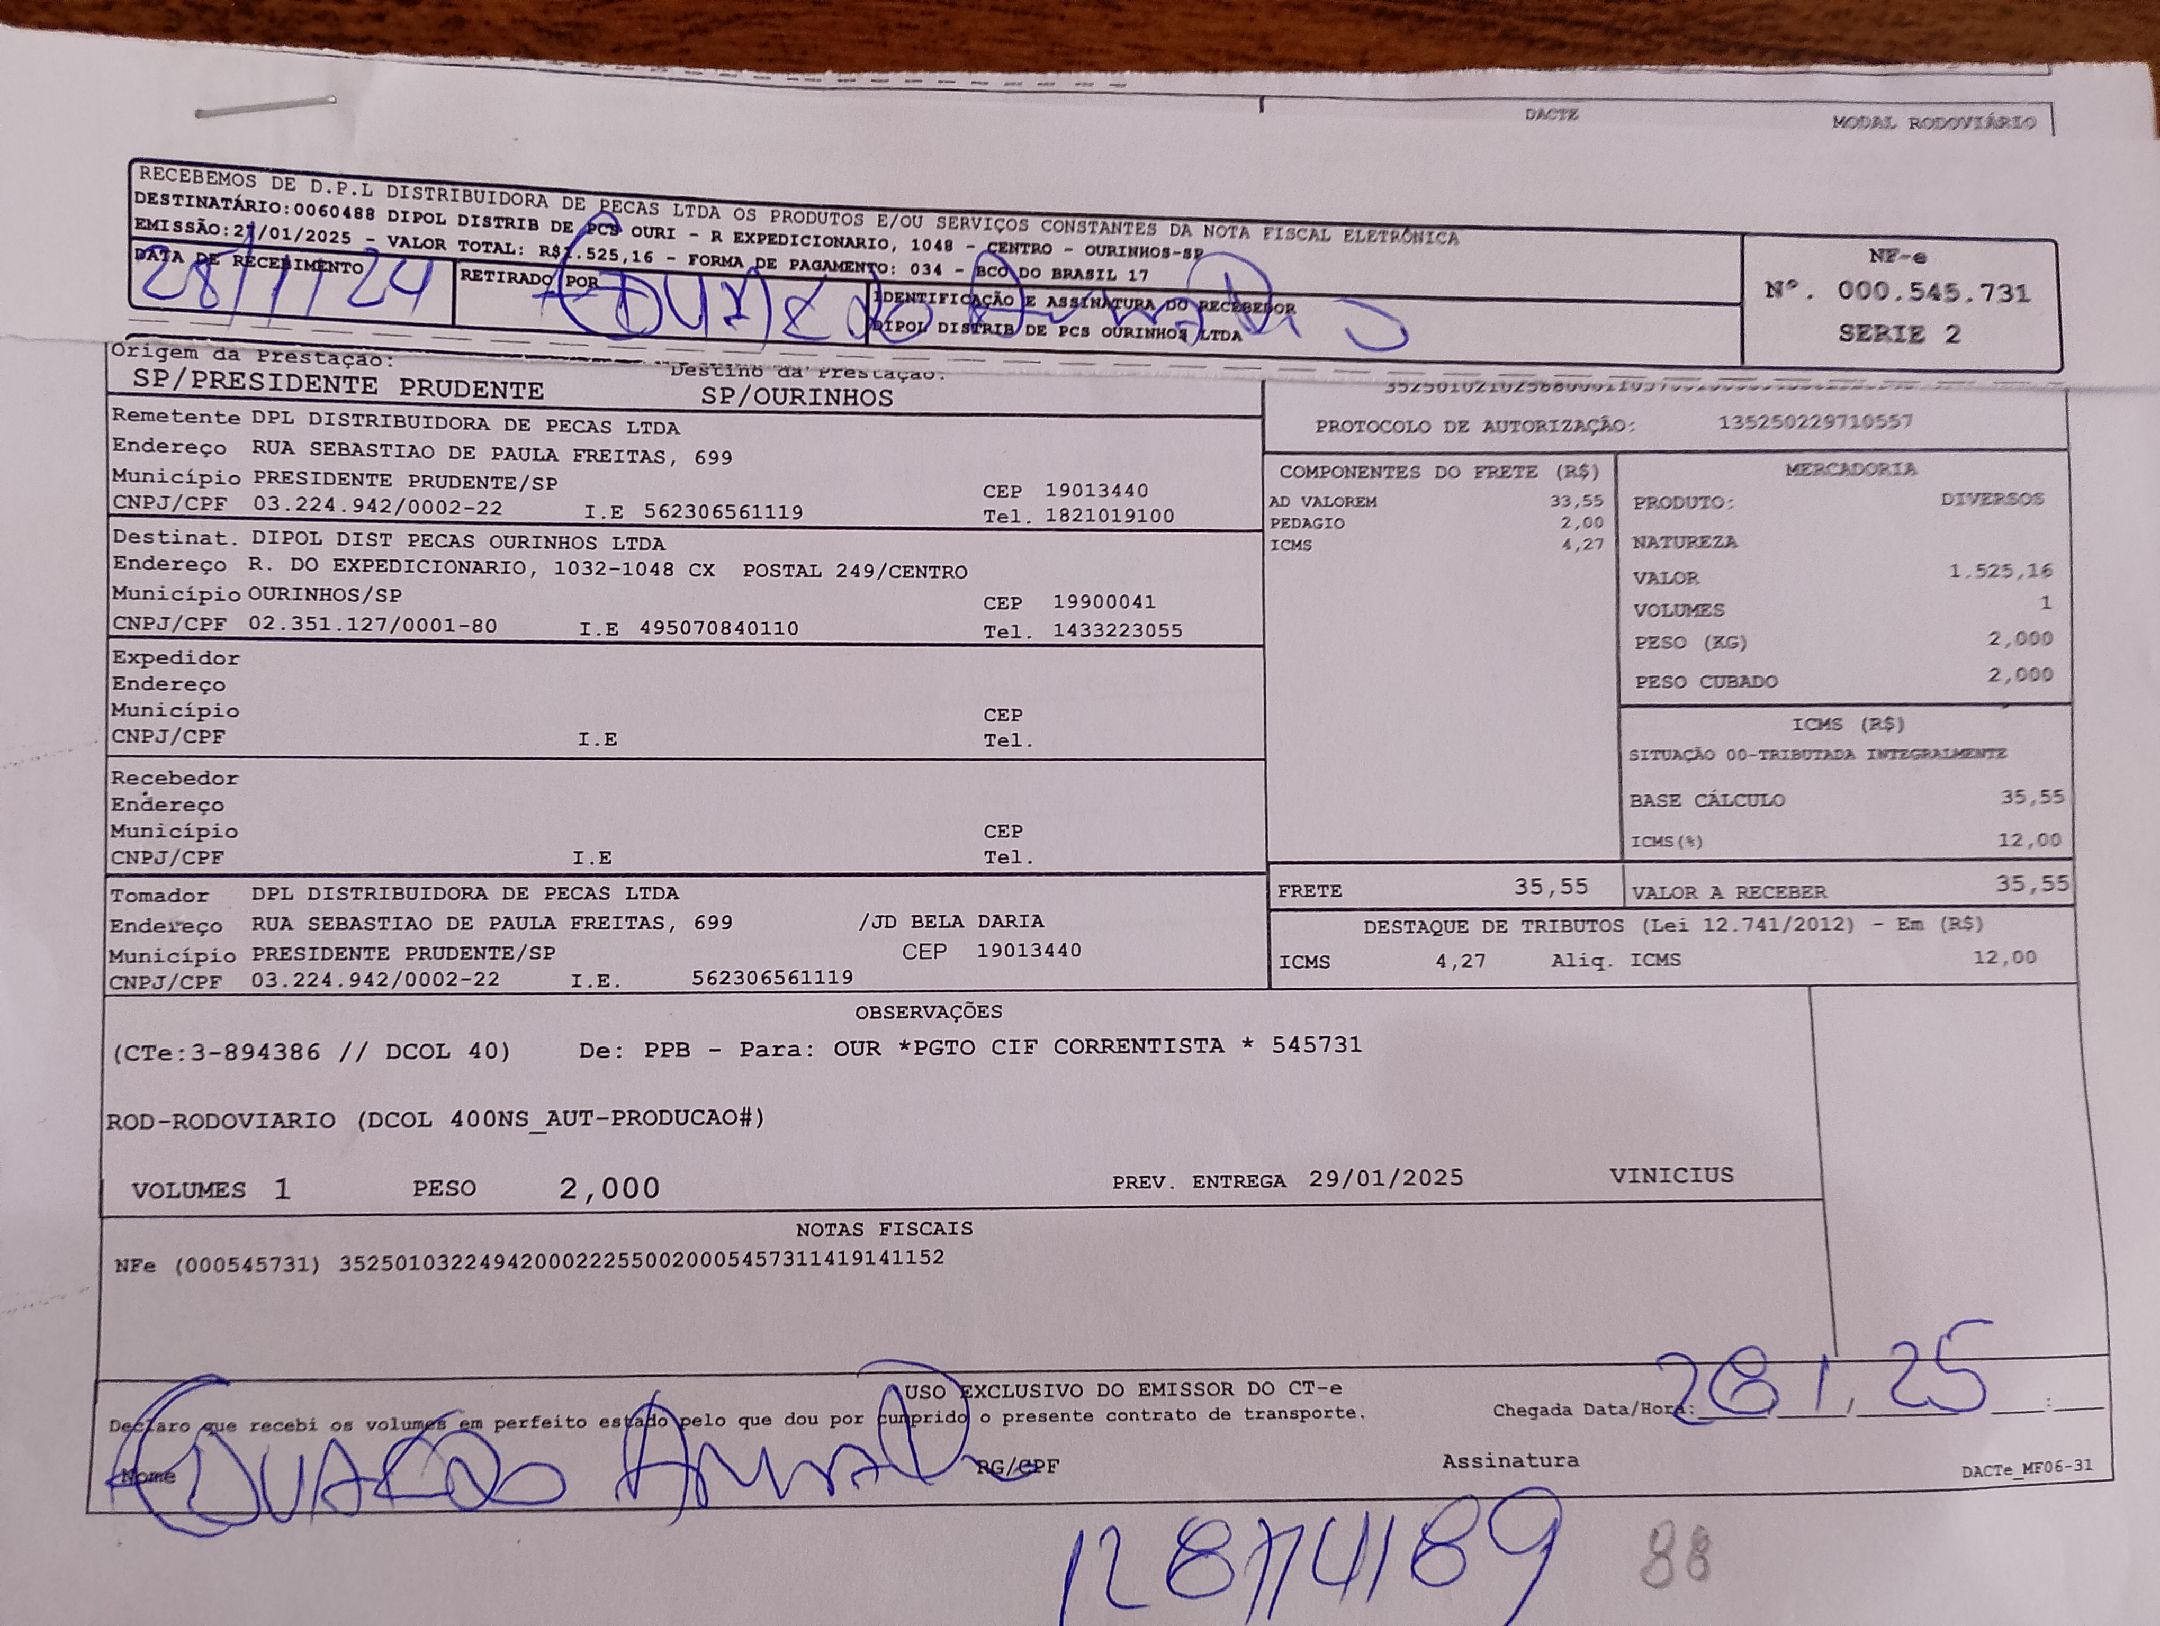 DACTE
MODAL RODOVIÁRIO
RECEBEMOS DE D.P.L DISTRIBUIDORA DE PECAS LTDA OS PRODUTOS E/OU SERVIÇOS CONSTANTES DA NOTA FISCAL ELETRÔNICA
DESTINATÁRIO:0060488 DIPOL DISTRIB DE PCS OURI - R EXPEDICIONARIO, 1048 - CENTRO - OURINHOS-SP
EMISSÃO:27/01/2025 - VALOR TOTAL: R$1.525,16 - FORMA DE PAGAMENTO: 034 - BCO DO BRASIL 17
DATA DE RECEBIMENTO
28/1/24
RETIRADO POR
IDENTIFICAÇÃO E ASSINATURA DO RECEBEDOR
DIPOL DISTRIB DE PCS OURINHOS LTDA
NF-e
Nº. 000.545.731
SERIE 2
Origem da Prestação:
SP/PRESIDENTE PRUDENTE
Destino da Prestação:
SP/OURINHOS
Remetente DPL DISTRIBUIDORA DE PECAS LTDA
Endereço RUA SEBASTIAO DE PAULA FREITAS, 699
Município PRESIDENTE PRUDENTE/SP CEP 19013440
CNPJ/CPF 03.224.942/0002-22 I.E 562306561119 Tel. 1821019100
Destinat. DIPOL DIST PECAS OURINHOS LTDA
Endereço R. DO EXPEDICIONARIO, 1032-1048 CX POSTAL 249/CENTRO
Município OURINHOS/SP CEP 19900041
CNPJ/CPF 02.351.127/0001-80 I.E 495070840110 Tel. 1433223055
Expedidor
Endereço
Município CEP
CNPJ/CPF I.E Tel.
Recebedor
Endereço
Município CEP
CNPJ/CPF I.E Tel.
Tomador DPL DISTRIBUIDORA DE PECAS LTDA
Endereço RUA SEBASTIAO DE PAULA FREITAS, 699 /JD BELA DARIA
Município PRESIDENTE PRUDENTE/SP CEP 19013440
CNPJ/CPF 03.224.942/0002-22 I.E. 562306561119
PROTOCOLO DE AUTORIZAÇÃO: 135250229710557
COMPONENTES DO FRETE (R$)
AD VALOREM 33,55
PEDAGIO 2,00
ICMS 4,27
MERCADORIA
PRODUTO: DIVERSOS
NATUREZA
VALOR 1.525,16
VOLUMES 1
PESO (KG) 2,000
PESO CUBADO 2,000
ICMS (R$)
SITUAÇÃO 00-TRIBUTADA INTEGRALMENTE
BASE CÁLCULO 35,55
ICMS(%) 12,00
FRETE 35,55
VALOR A RECEBER 35,55
DESTAQUE DE TRIBUTOS (Lei 12.741/2012) - Em (R$)
ICMS 4,27 Aliq. ICMS 12,00
OBSERVAÇÕES
(CTe:3-894386 // DCOL 40) De: PPB - Para: OUR *PGTO CIF CORRENTISTA * 545731
ROD-RODOVIARIO (DCOL 400NS_AUT-PRODUCAO#)
VOLUMES 1 PESO 2,000 PREV. ENTREGA 29/01/2025 VINICIUS
NOTAS FISCAIS
NFe (000545731) 35250103224942000222550020005457311419141152
USO EXCLUSIVO DO EMISSOR DO CT-e
Declaro que recebi os volumes em perfeito estado pelo que dou por cumprido o presente contrato de transporte.
Chegada Data/Hora: 28 1, 25
Nome
RG/CPF
Assinatura
DACTe_MF06-31
88